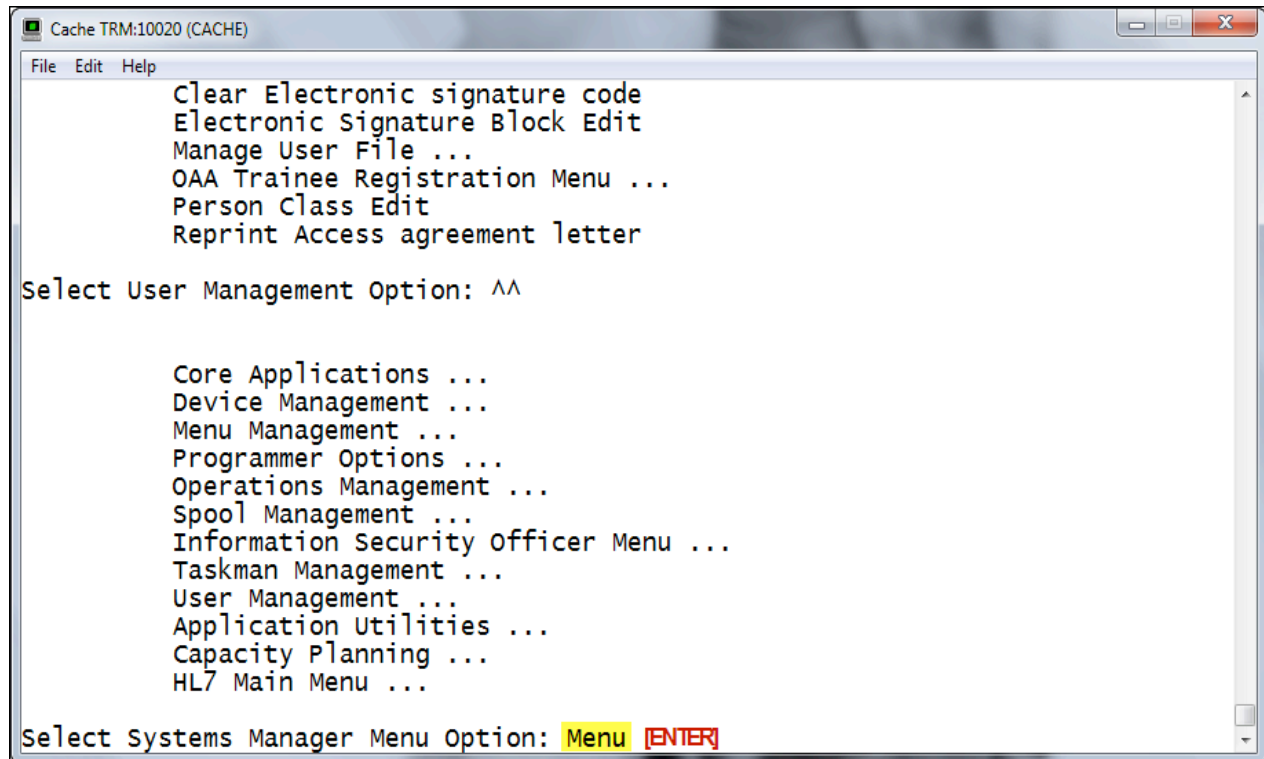 Cache TRM:10020 (CACHE)
File Edit Help
Clear Electronic signature code
Electronic Signature Block Edit
Manage User File ...
OAA Trainee Registration Menu ...
Person Class Edit
Reprint Access agreement letter
Select User Management Option: ^^
Core Applications ...
Device Management ...
Menu Management ...
Programmer Options ...
Operations Management ...
Spool Management ...
Information Security Officer Menu ...
Taskman Management ...
User Management ...
Application Utilities ...
Capacity Planning ...
HL7 Main Menu ...
Select Systems Manager Menu Option: Menu [ENTER]